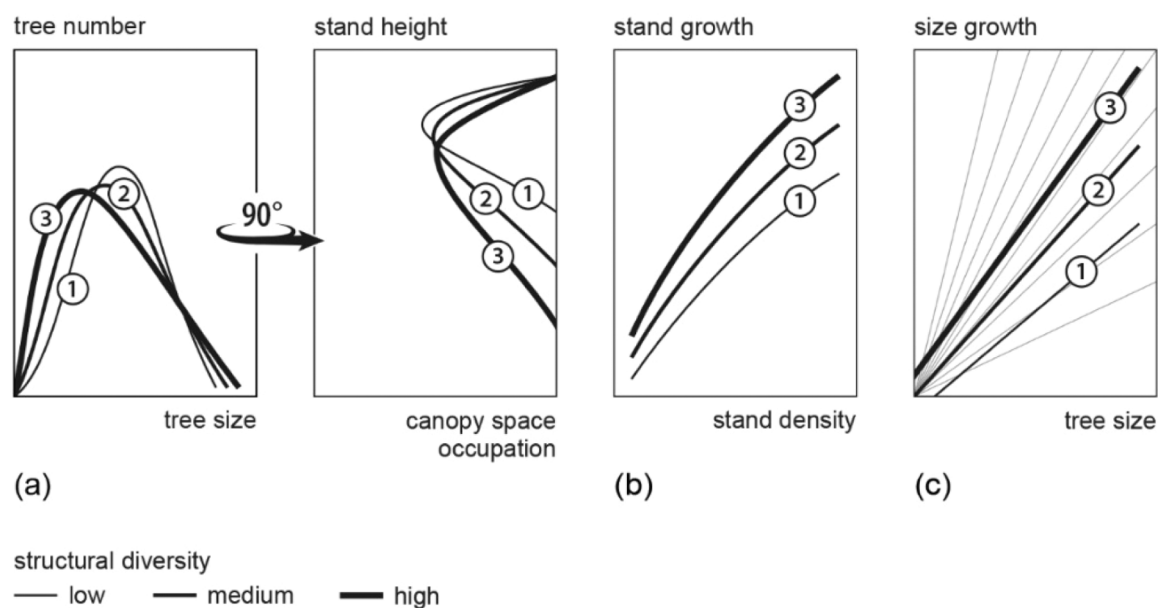 tree number
stand height
stand growth
size growth
3
2
1
90°
1
2
3
3
2
1
3
2
1
tree size
canopy space
occupation
stand density
tree size
(a)
(b)
(c)
structural diversity
low
medium
high